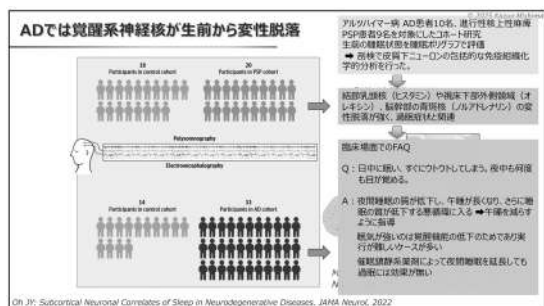 © 2025 Kazuo Mishima
ADでは覚醒系神経核が生前から変性脱落
19
Participants in control cohort
20
Participants in PSP cohort
Polysomnography
Electroencephalography
14
Participants in control cohort
33
Participants in AD cohort
アルツハイマー病 AD患者10名、進行性核上性麻痺
PSP患者9名を対象にしたコホート研究
生前の睡眠状態を睡眠ポリグラフで評価
➡ 剖検で皮質下ニューロンの包括的な免疫組織化
学的分析を行った。
結節乳頭核（ヒスタミン）や視床下部外側領域（オ
レキシン）、脳幹部の青斑核（ノルアドレナリン）の変
性脱落が強く、過眠症状と関連
臨床場面でのFAQ
Q：日中に眠い、すぐにウトウトしてしまう。夜中も何度
も目が覚める。
A：夜間睡眠の質が低下し、午睡が長くなり、さらに睡
眠の質が低下する悪循環に入る ➡午睡を減らす
ように指導
眠気が強いのは覚醒機能の低下のためであり実
行が難しいケースが多い
催眠鎮静系薬剤によって夜間睡眠を延長しても
過眠には効果が無い
Oh JY: Subcortical Neuronal Correlates of Sleep in Neurodegenerative Diseases. JAMA Neurol, 2022